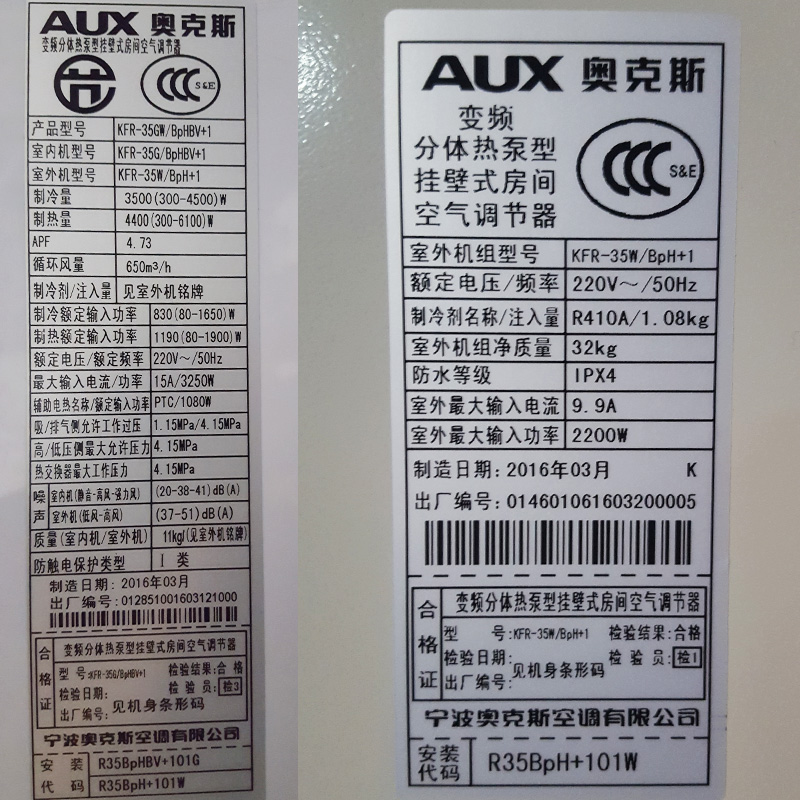 AUX 奥克斯
变频分体热泵型挂壁式房间空气调节器
S&E
产品型号 KFR-35GW/BpHBV+1
室内机型号 KFR-35G/BpHBV+1
室外机型号 KFR-35W/BpH+1
制冷量 3500(300-4500)W
制热量 4400(300-6100)W
APF 4.73
循环风量 650m³/h
制冷剂/注入量 见室外机铭牌
制冷额定输入功率 830(80-1650)W
制热额定输入功率 1190(80-1900)W
额定电压/额定频率 220V～/50Hz
最大输入电流/功率 15A/3250W
辅助电热名称/额定输入功率 PTC/1080W
吸/排气侧允许工作过压 1.15MPa/4.15MPa
高/低压侧最大允许压力 4.15MPa
热交换器最大工作压力 4.15MPa
噪声 室内机(静音-高风-强力风) (20-38-41)dB(A)
室外机(低风-高风) (37-51)dB(A)
质量(室内机/室外机) 11kg/(见室外机铭牌)
防触电保护类型 I 类
制造日期: 2016年03月
出厂编号: 012851001603121000
合格证
变频分体热泵型挂壁式房间空气调节器
型 号:KFR-35G/BpHBV+1 检验结果:合 格
检验日期: 检 验 员:检3
出厂编号: 见机身条形码
宁波奥克斯空调有限公司
安装代码 R35BpHBV+101G
R35BpH+101W
AUX 奥克斯
变频
分体热泵型
挂壁式房间
空气调节器
S&E
室外机组型号 KFR-35W/BpH+1
额定电压/频率 220V～/50Hz
制冷剂名称/注入量 R410A/1.08kg
室外机组净质量 32kg
防水等级 IPX4
室外最大输入电流 9.9A
室外最大输入功率 2200W
制造日期: 2016年03月 K
出厂编号: 014601061603200005
合格证
变频分体热泵型挂壁式房间空气调节器
型 号:KFR-35W/BpH+1 检验结果:合格
检验日期: 检 验 员:检1
出厂编号: 见机身条形码
宁波奥克斯空调有限公司
安装代码 R35BpH+101W